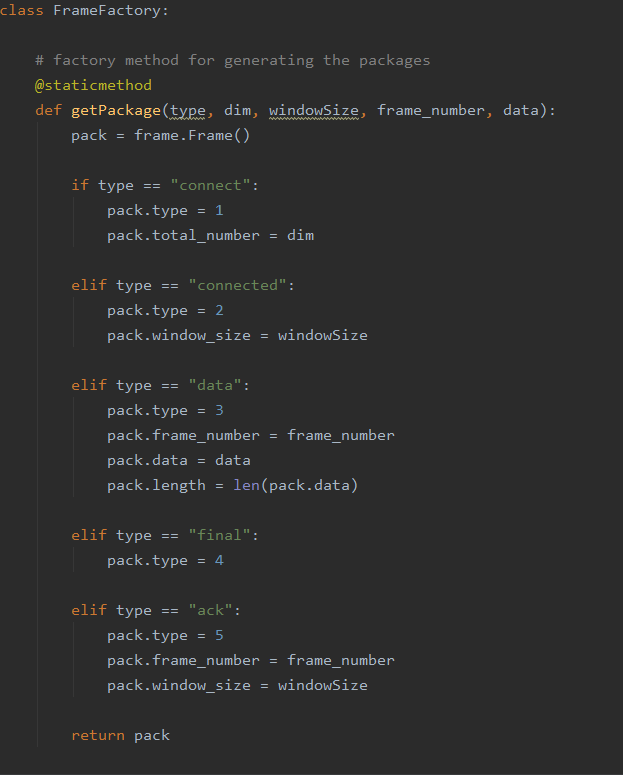 class FrameFactory:
# factory method for generating the packages
@staticmethod
def getPackage(type, dim, windowSize, frame_number, data):
pack = frame.Frame()
if type == "connect":
pack.type = 1
pack.total_number = dim
elif type == "connected":
pack.type = 2
pack.window_size = windowSize
elif type == "data":
pack.type = 3
pack.frame_number = frame_number
pack.data = data
pack.length = len(pack.data)
elif type == "final":
pack.type = 4
elif type == "ack":
pack.type = 5
pack.frame_number = frame_number
pack.window_size = windowSize
return pack